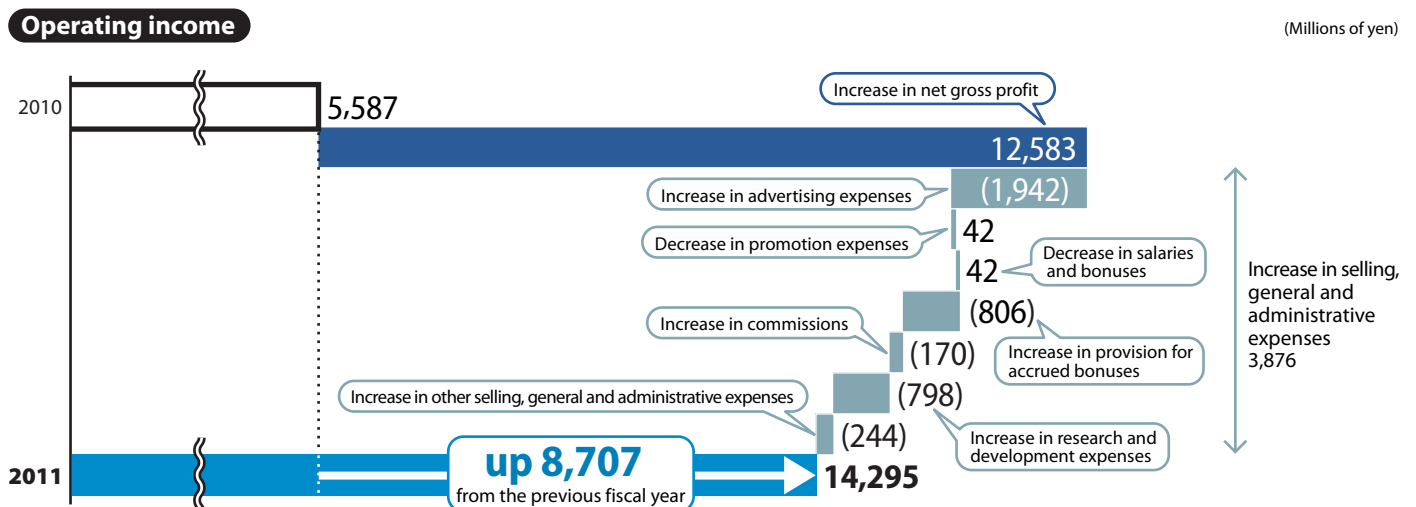 Operating income
(Millions of yen)
2010
5,587
Increase in net gross profit
12,583
Increase in advertising expenses
(1,942)
Decrease in promotion expenses
42
42
Decrease in salaries
and bonuses
(806)
Increase in provision for
accrued bonuses
Increase in commissions
(170)
(798)
Increase in research and
development expenses
Increase in other selling, general and administrative expenses
(244)
Increase in selling,
general and
administrative
expenses
3,876
2011
up 8,707
from the previous fiscal year
14,295